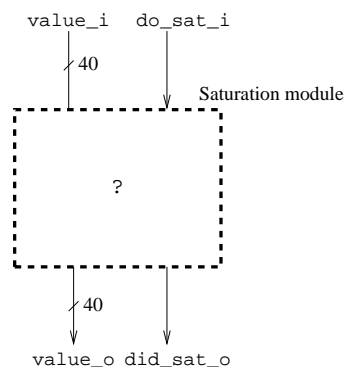 value_i do_sat_i
40
Saturation module
?
40
value_o did_sat_o